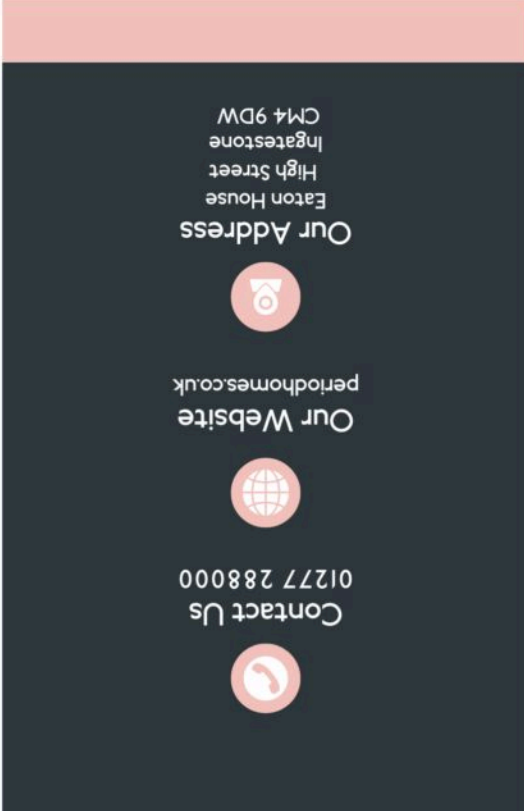 Contact Us
01277 288000
Our Website
periodhomes.co.uk
Our Address
Eaton House
High Street
Ingatestone
CM4 9DW